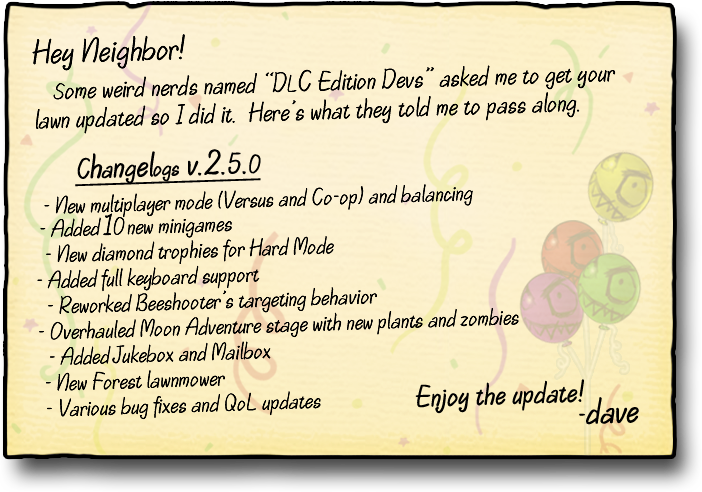 Hey Neighbor!
Some weird nerds named "DLC Edition Devs" asked me to get your
lawn updated so I did it. Here's what they told me to pass along.
Changelogs v.2.5.0
- New multiplayer mode (Versus and Co-op) and balancing
- Added 10 new minigames
- New diamond trophies for Hard Mode
- Added full keyboard support
- Reworked Beeshooter's targeting behavior
- Overhauled Moon Adventure stage with new plants and zombies
- Added Jukebox and Mailbox
- New Forest lawnmower
- Various bug fixes and QoL updates
Enjoy the update!
-dave